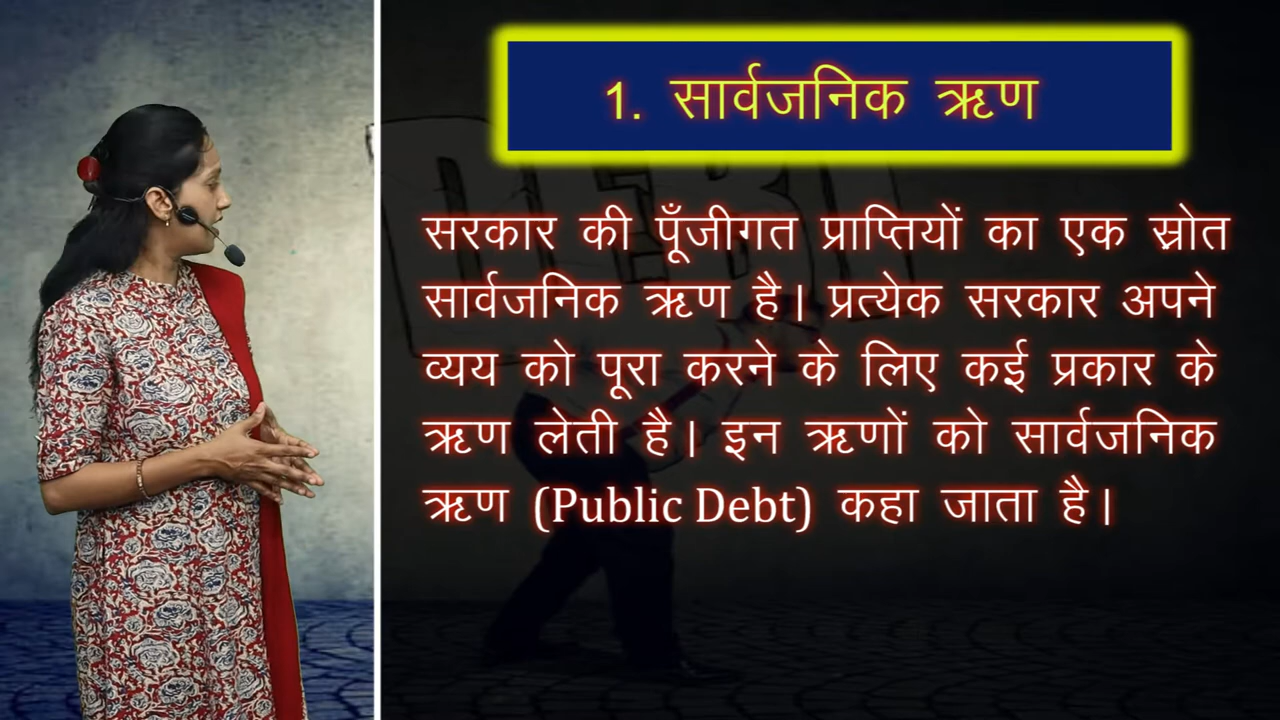 1. सार्वजनिक ऋण
सरकार की पूँजीगत प्राप्तियों का एक स्रोत
सार्वजनिक ऋण है। प्रत्येक सरकार अपने
व्यय को पूरा करने के लिए कई प्रकार के
ऋण लेती है। इन ऋणों को सार्वजनिक
ऋण (Public Debt) कहा जाता है।
DEBT